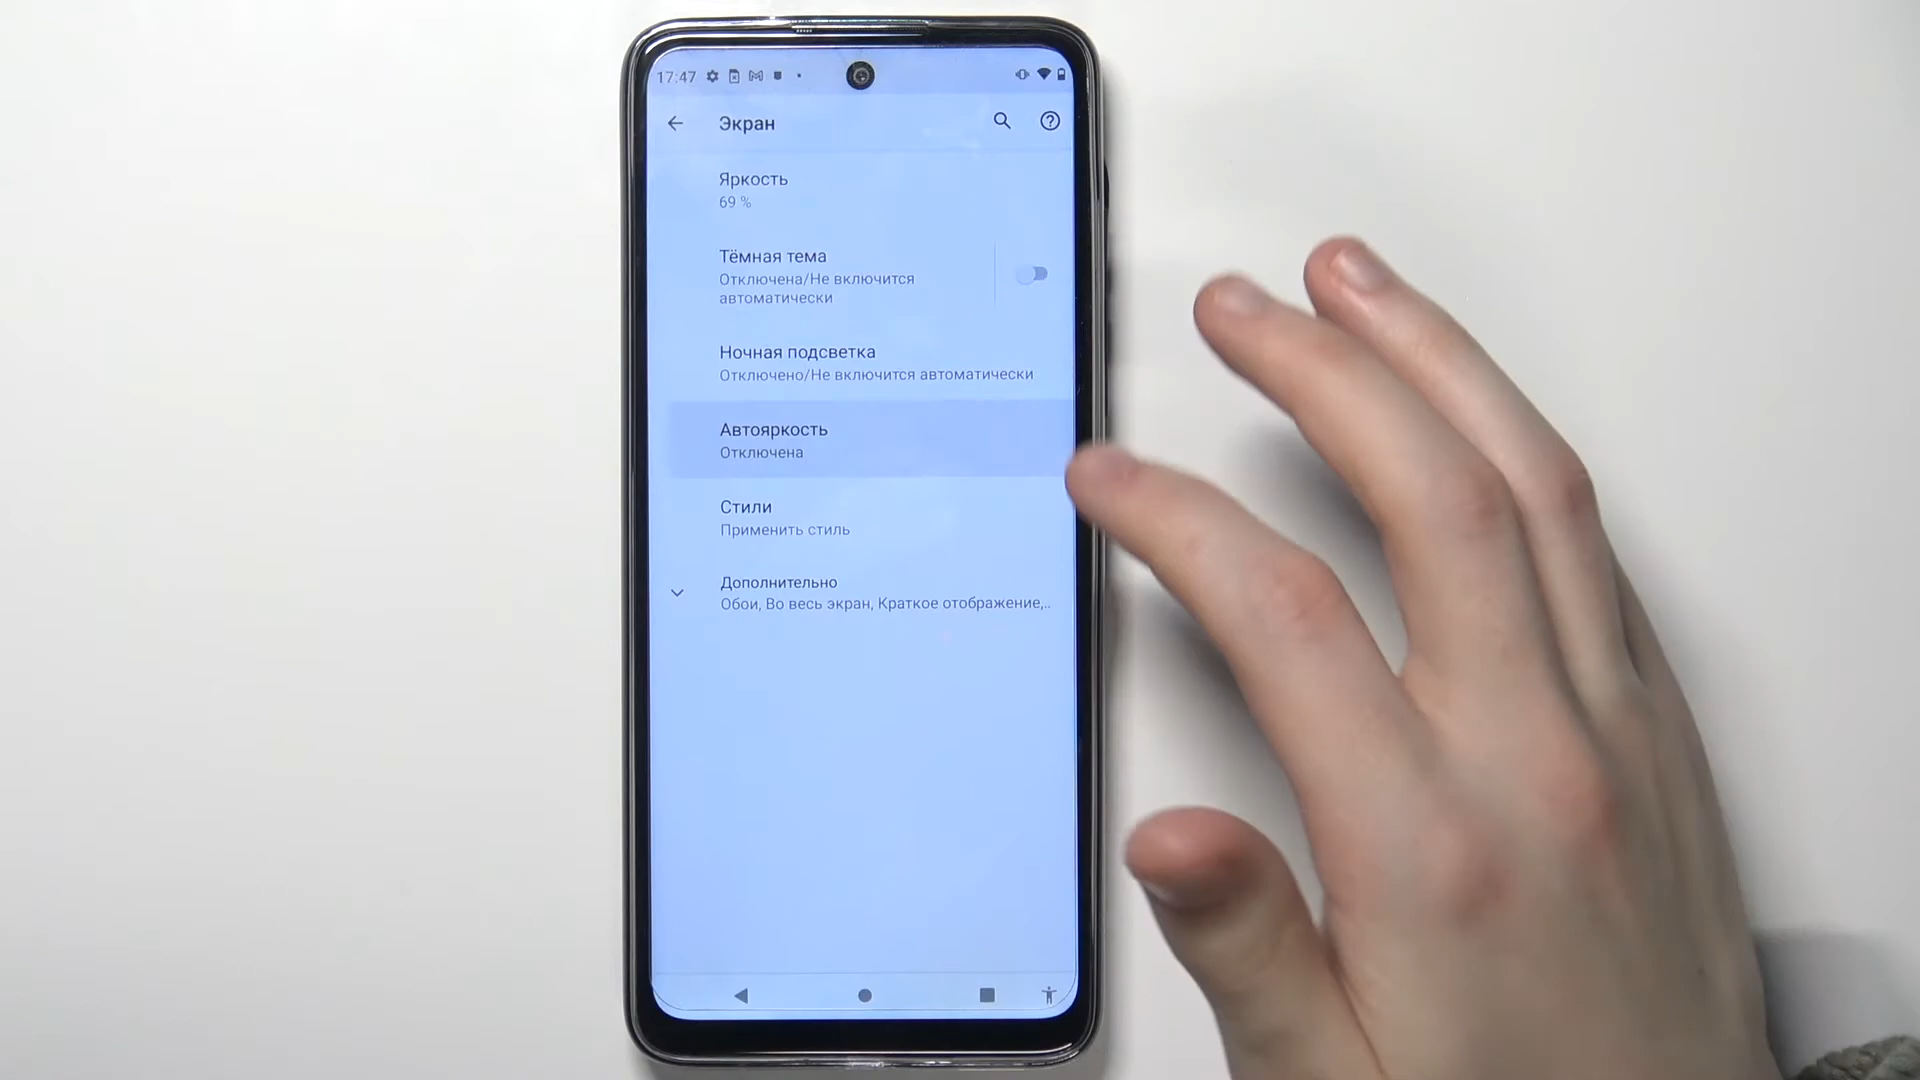 17:47
Экран
Яркость
69 %
Тёмная тема
Отключена/Не включится
автоматически
Ночная подсветка
Отключено/Не включится автоматически
Автояркость
Отключена
Стили
Применить стиль
Дополнительно
Обои, Во весь экран, Краткое отображение,..